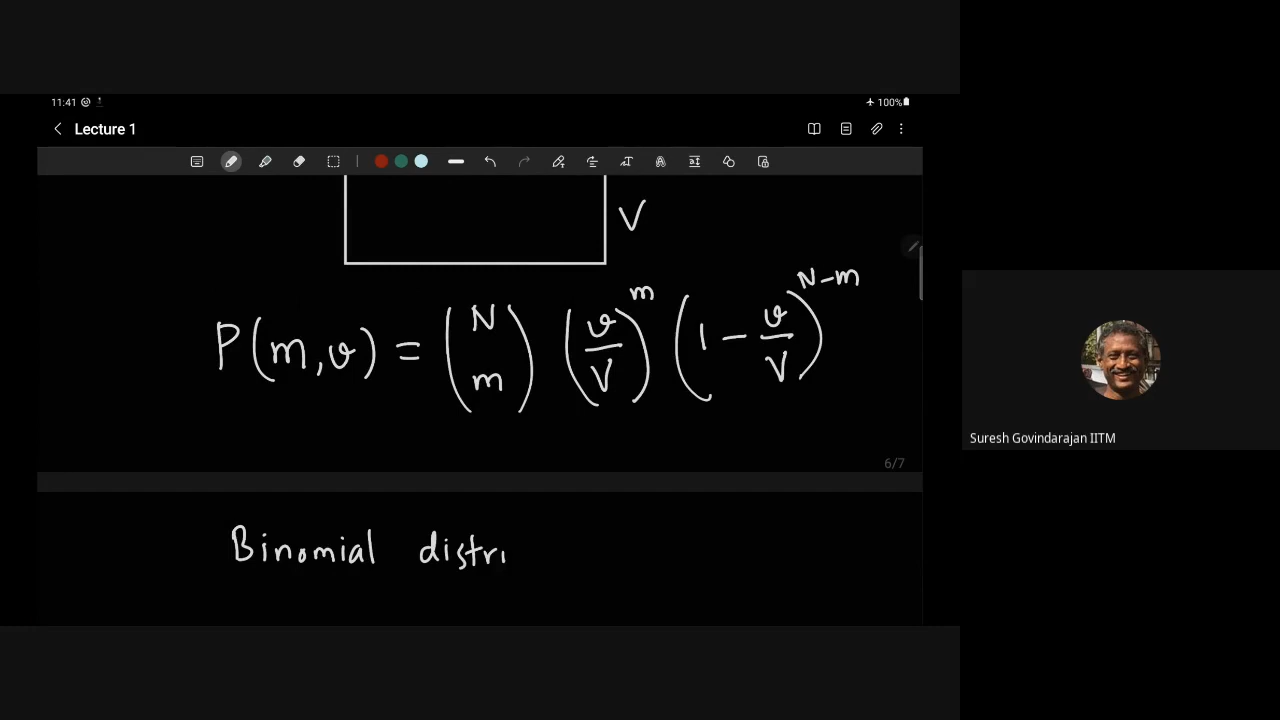 11:41
100%
Lecture 1
V
P(m,v) = (N m) (v/V)^m (1 - v/V)^{N-m}
Suresh Govindarajan IITM
6/7
Binomial distri